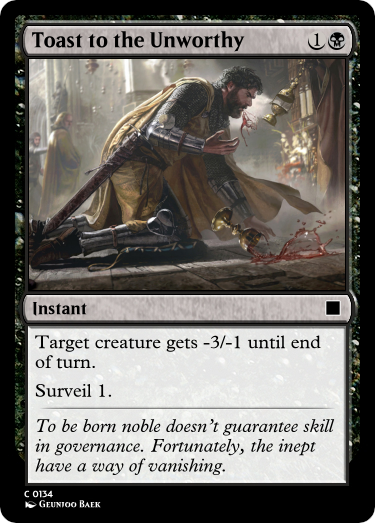 Toast to the Unworthy 1
Instant
Target creature gets -3/-1 until end
of turn.
Surveil 1.
To be born noble doesn't guarantee skill
in governance. Fortunately, the inept
have a way of vanishing.
C 0134
Geunjoo Baek